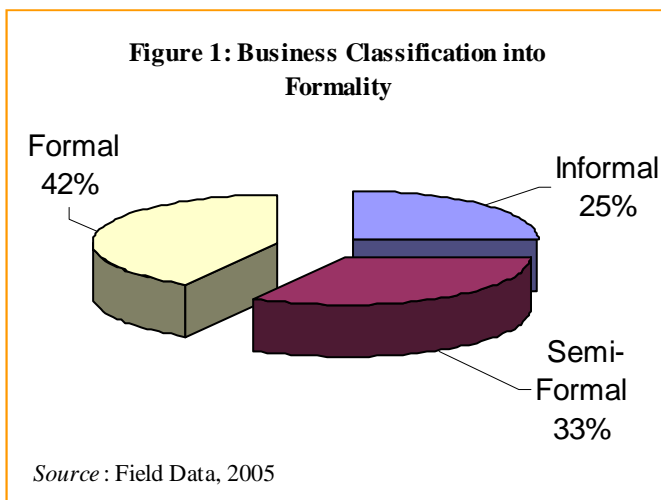 Figure 1: Business Classification into
Formality
Formal
42%
Informal
25%
Semi-
Formal
33%
Source: Field Data, 2005